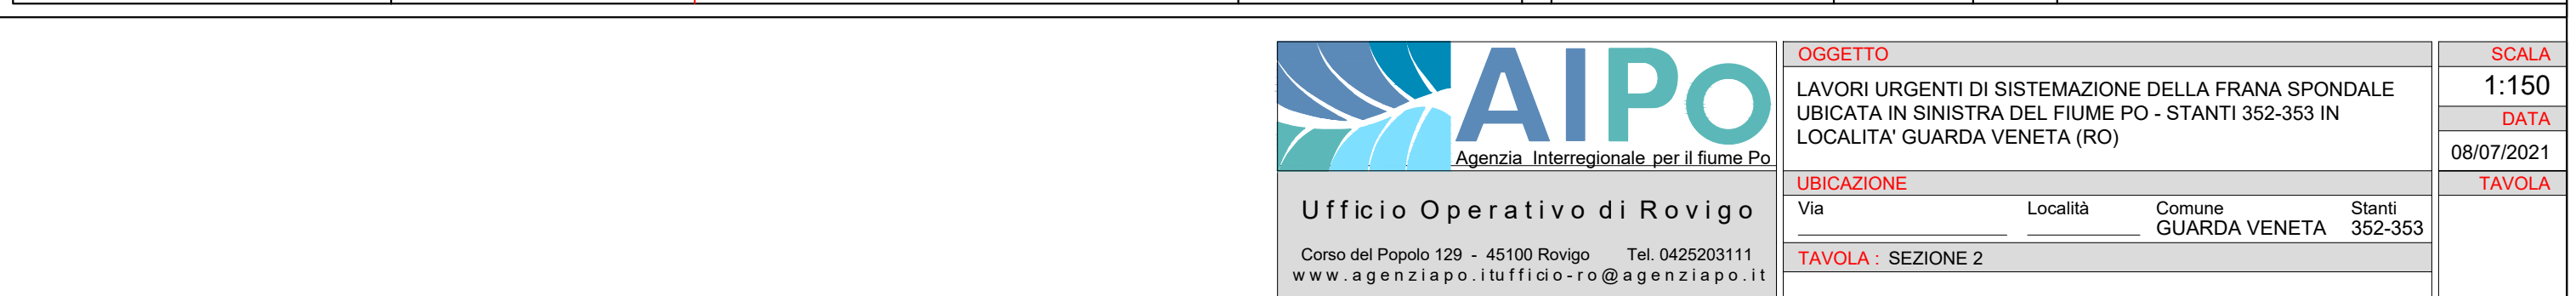 AIPo
Agenzia Interregionale per il fiume Po
Ufficio Operativo di Rovigo
Corso del Popolo 129 - 45100 Rovigo Tel. 0425203111
www.agenziapo.itufficio-ro@agenziapo.it
OGGETTO
LAVORI URGENTI DI SISTEMAZIONE DELLA FRANA SPONDALE
UBICATA IN SINISTRA DEL FIUME PO - STANTI 352-353 IN
LOCALITA' GUARDA VENETA (RO)
UBICAZIONE
Via Località Comune Stanti
GUARDA VENETA 352-353
TAVOLA : SEZIONE 2
SCALA
1:150
DATA
08/07/2021
TAVOLA